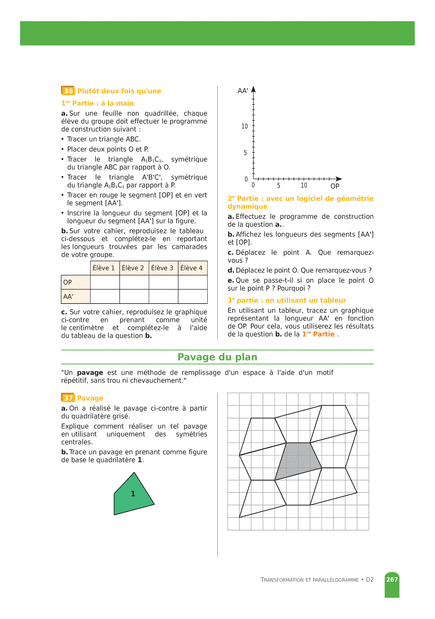 36 Plutôt deux fois qu'une
1re Partie : à la main
a. Sur une feuille non quadrillée, chaque
élève du groupe doit effectuer le programme
de construction suivant :
• Tracer un triangle ABC.
• Placer deux points O et P.
• Tracer le triangle A₁B₁C₁, symétrique
du triangle ABC par rapport à O.
• Tracer le triangle A'B'C', symétrique
du triangle A₁B₁C₁ par rapport à P.
• Tracer en rouge le segment [OP] et en vert
le segment [AA'].
• Inscrire la longueur du segment [OP] et la
longueur du segment [AA'] sur la figure.
b. Sur votre cahier, reproduisez le tableau
ci-dessous et complétez-le en reportant
les longueurs trouvées par les camarades
de votre groupe.
Élève 1 Élève 2 Élève 3 Élève 4
OP
AA'
c. Sur votre cahier, reproduisez le graphique
ci-contre en prenant comme unité
le centimètre et complétez-le à l'aide
du tableau de la question b.
AA'
10
5
0
0 5 10 OP
2e Partie : avec un logiciel de géométrie
dynamique
a. Effectuez le programme de construction
de la question a..
b. Affichez les longueurs des segments [AA']
et [OP].
c. Déplacez le point A. Que remarquez-
vous ?
d. Déplacez le point O. Que remarquez-vous ?
e. Que se passe-t-il si on place le point O
sur le point P ? Pourquoi ?
3e partie : en utilisant un tableur
En utilisant un tableur, tracez un graphique
représentant la longueur AA' en fonction
de OP. Pour cela, vous utiliserez les résultats
de la question b. de la 1re Partie .
Pavage du plan
"Un pavage est une méthode de remplissage d'un espace à l'aide d'un motif
répétitif, sans trou ni chevauchement."
37 Pavage
a. On a réalisé le pavage ci-contre à partir
du quadrilatère grisé.
Explique comment réaliser un tel pavage
en utilisant uniquement des symétries
centrales.
b. Trace un pavage en prenant comme figure
de base le quadrilatère 1.
1
Transformation et parallélogramme • D2 267